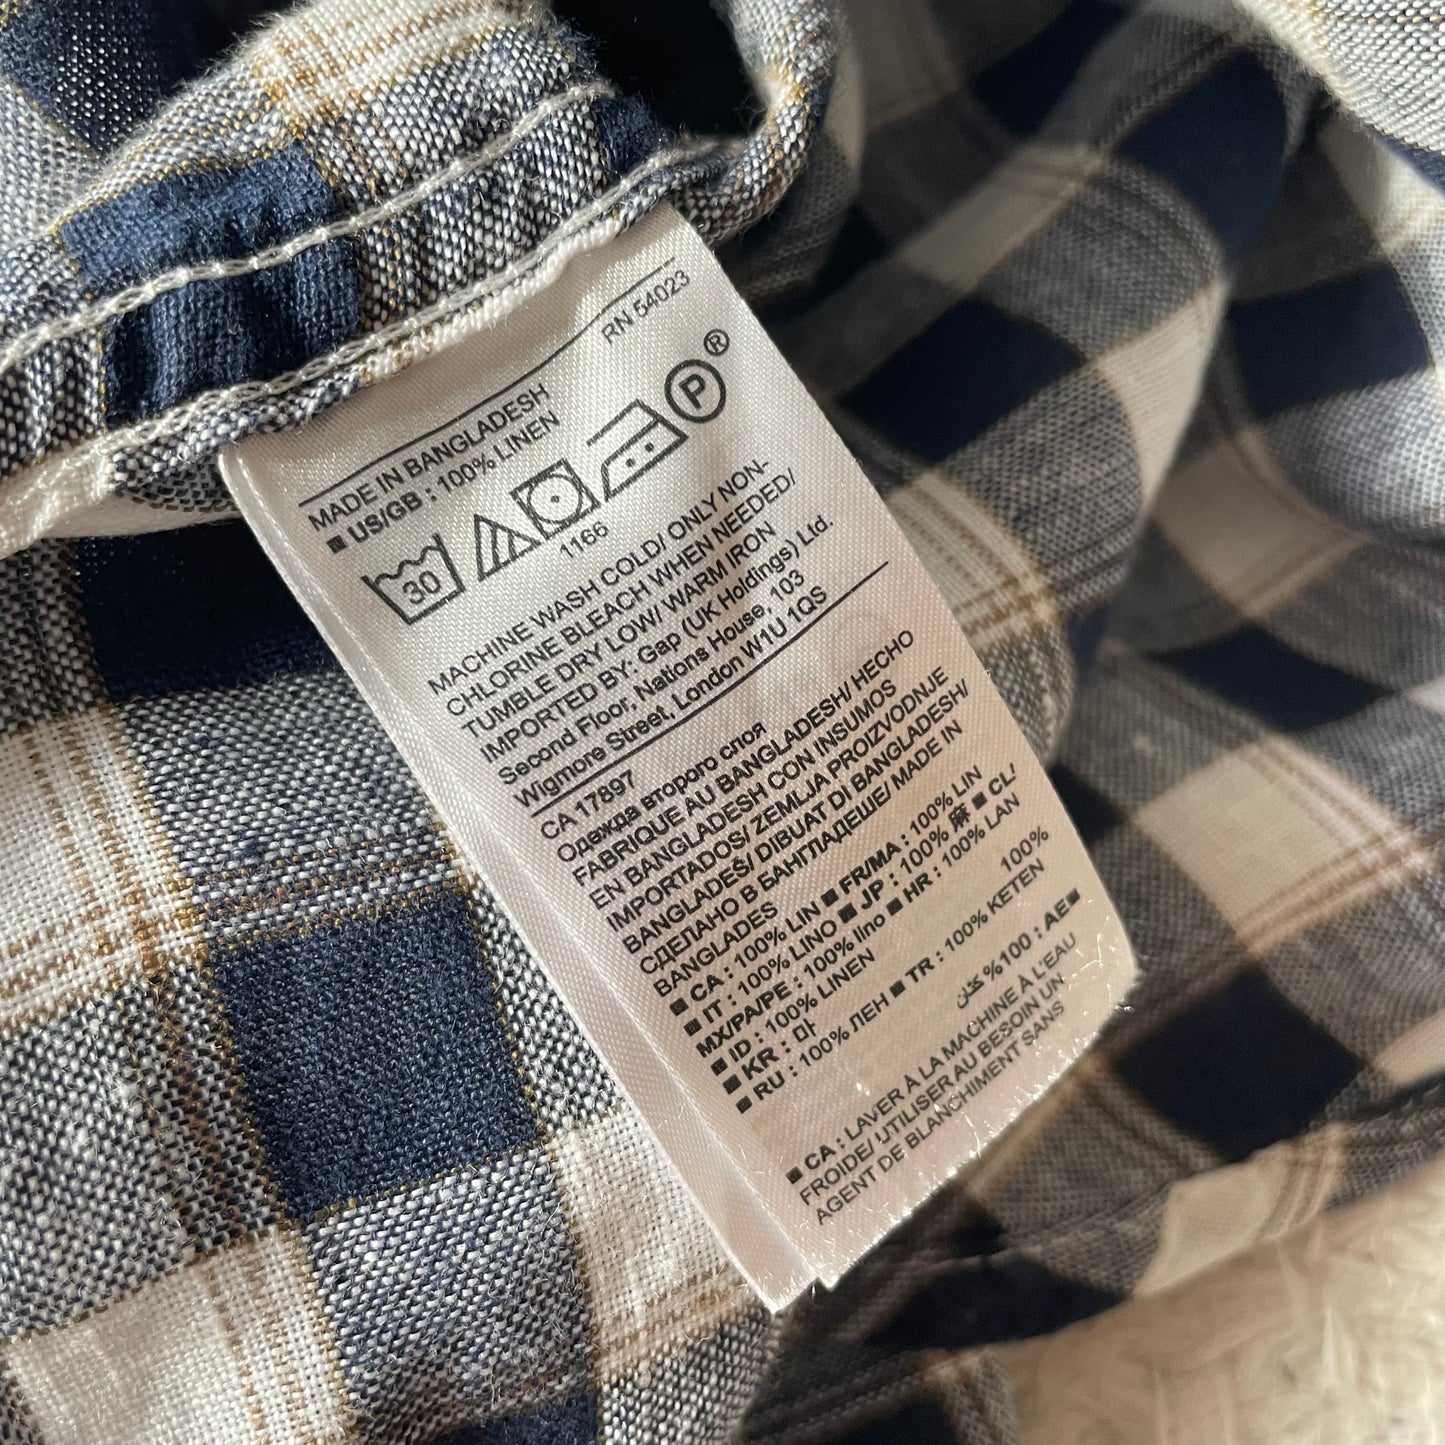 RN 54023
MADE IN BANGLADESH
■ US/GB : 100% LINEN
30
P®
1166
MACHINE WASH COLD/ ONLY NON-
CHLORINE BLEACH WHEN NEEDED/
TUMBLE DRY LOW/ WARM IRON
IMPORTED BY: Gap (UK Holdings) Ltd.
Second Floor, Nations House, 103
Wigmore Street, London W1U 1QS
CA 17897
Одежда второго слоя
FABRIQUE AU BANGLADESH/ HECHO
EN BANGLADESH CON INSUMOS
IMPORTADOS/ ZEMLJA PROIZVODNJE
BANGLADEŠ/ DIBUAT DI BANGLADESH/
СДЕЛАНО В БАНГЛАДЕШЕ/ MADE IN
BANGLADES
■ CA : 100% LIN ■ FR/MA : 100% LIN
■ IT : 100% LINO ■ JP : 100% 麻 ■ CL/
MX/PA/PE : 100% lino ■ HR : 100% LAN
■ ID : 100% LINEN
■ KR : 마 100%
■ RU : 100% ЛЕН ■ TR : 100% KETEN
■ AE : 100% كتان
■ CA : LAVER À LA MACHINE À L'EAU
FROIDE/ UTILISER AU BESOIN UN
AGENT DE BLANCHIMENT SANS